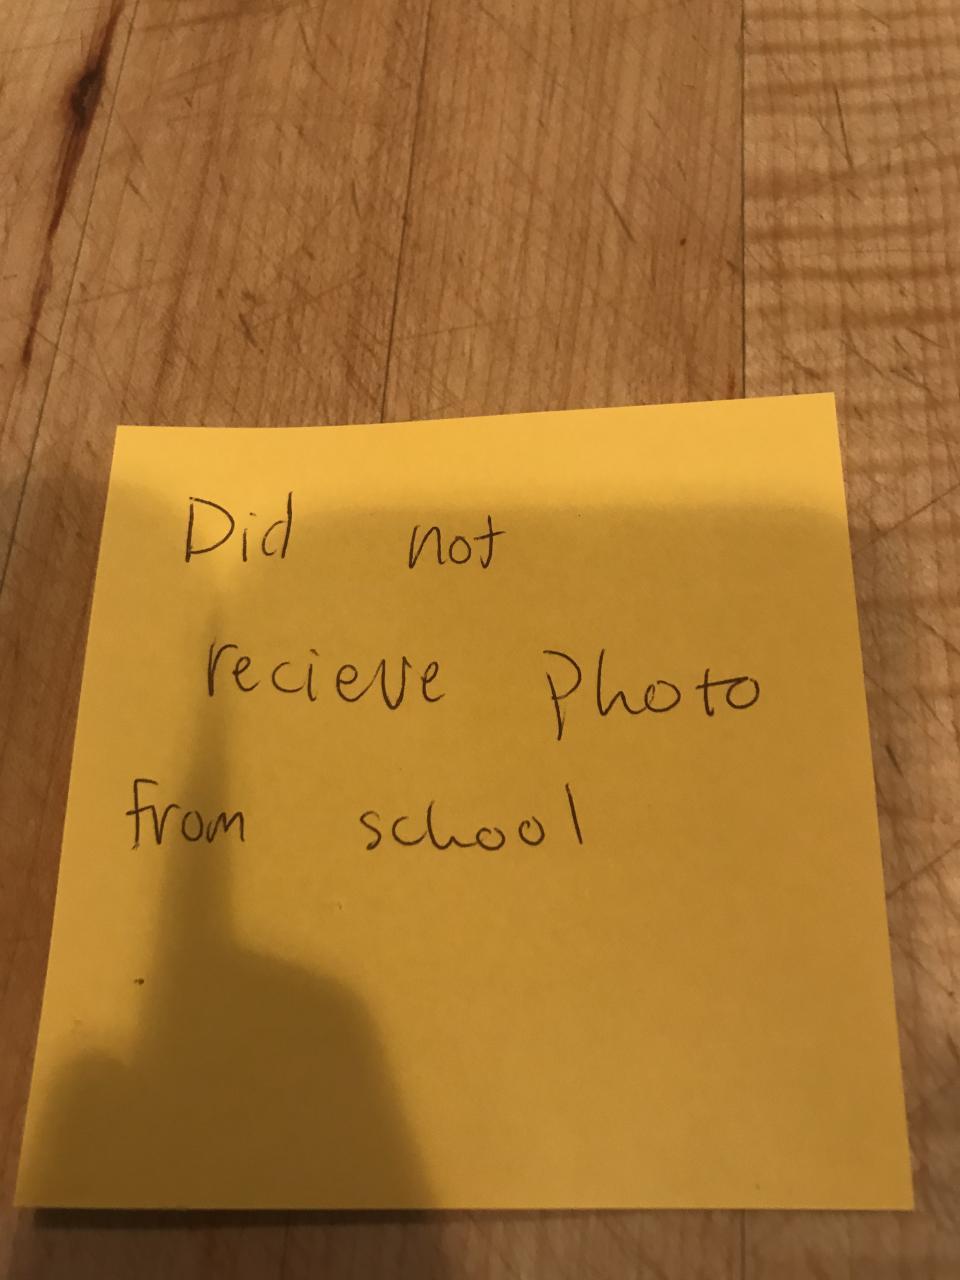 Did not
recieve photo
from school